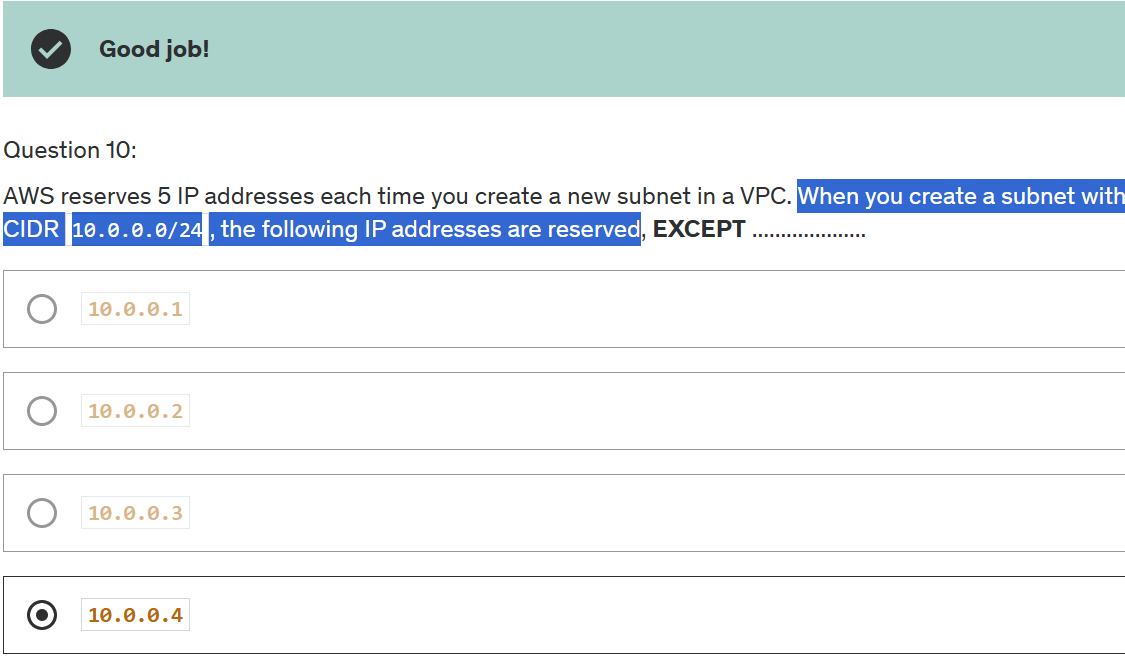 Good job!
Question 10:
AWS reserves 5 IP addresses each time you create a new subnet in a VPC. When you create a subnet with
CIDR 10.0.0.0/24, the following IP addresses are reserved, EXCEPT ....................
10.0.0.1
10.0.0.2
10.0.0.3
10.0.0.4